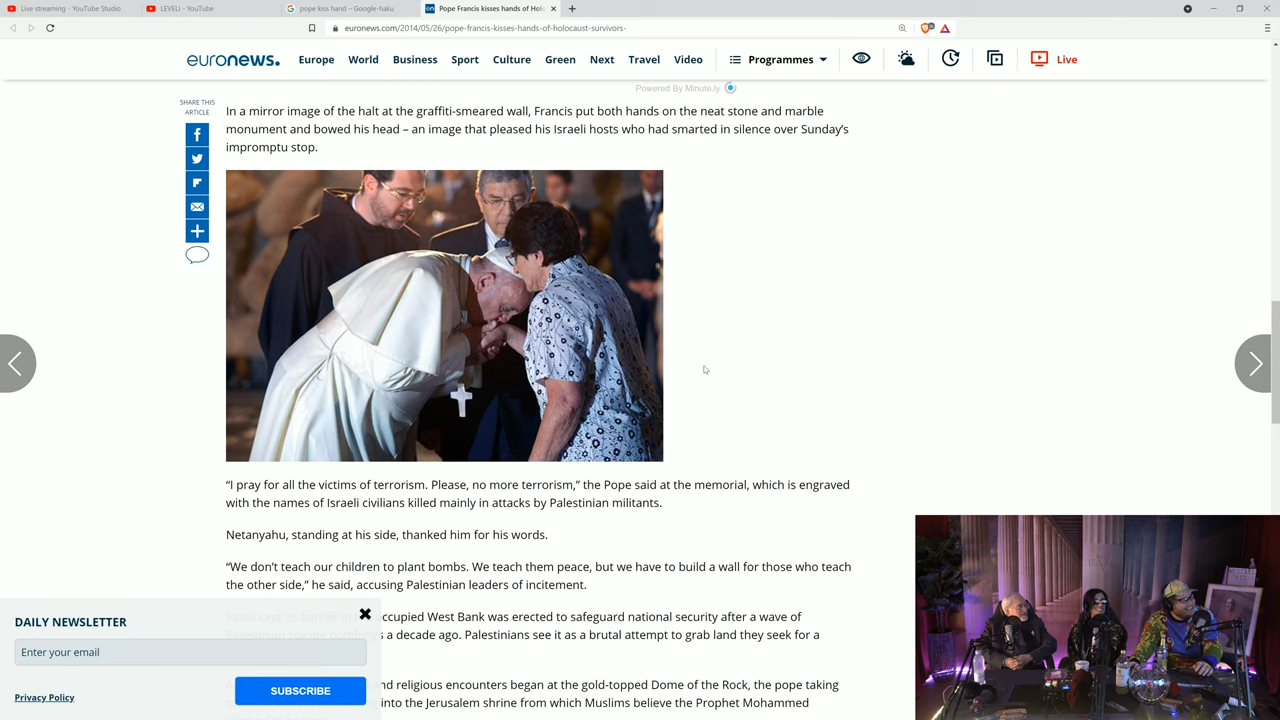 Live streaming - YouTube Studio
LEVELI - YouTube
pope kiss hand – Google-haku
Pope Francis kisses hands of Hol
euronews.com/2014/05/26/pope-francis-kisses-hands-of-holocaust-survivors-
euronews.
Europe
World
Business
Sport
Culture
Green
Next
Travel
Video
Programmes
Live
Powered By Minute.ly
SHARE THIS
ARTICLE
In a mirror image of the halt at the graffiti-smeared wall, Francis put both hands on the neat stone and marble
monument and bowed his head – an image that pleased his Israeli hosts who had smarted in silence over Sunday’s
impromptu stop.
“I pray for all the victims of terrorism. Please, no more terrorism,” the Pope said at the memorial, which is engraved
with the names of Israeli civilians killed mainly in attacks by Palestinian militants.
Netanyahu, standing at his side, thanked him for his words.
“We don’t teach our children to plant bombs. We teach them peace, but we have to build a wall for those who teach
the other side,” he said, accusing Palestinian leaders of incitement.
Israel says its barrier in the occupied West Bank was erected to safeguard national security after a wave of
Palestinian suicide bombings a decade ago. Palestinians see it as a brutal attempt to grab land they seek for a
nd religious encounters began at the gold-topped Dome of the Rock, the pope taking
into the Jerusalem shrine from which Muslims believe the Prophet Mohammed
DAILY NEWSLETTER
Enter your email
Privacy Policy
SUBSCRIBE